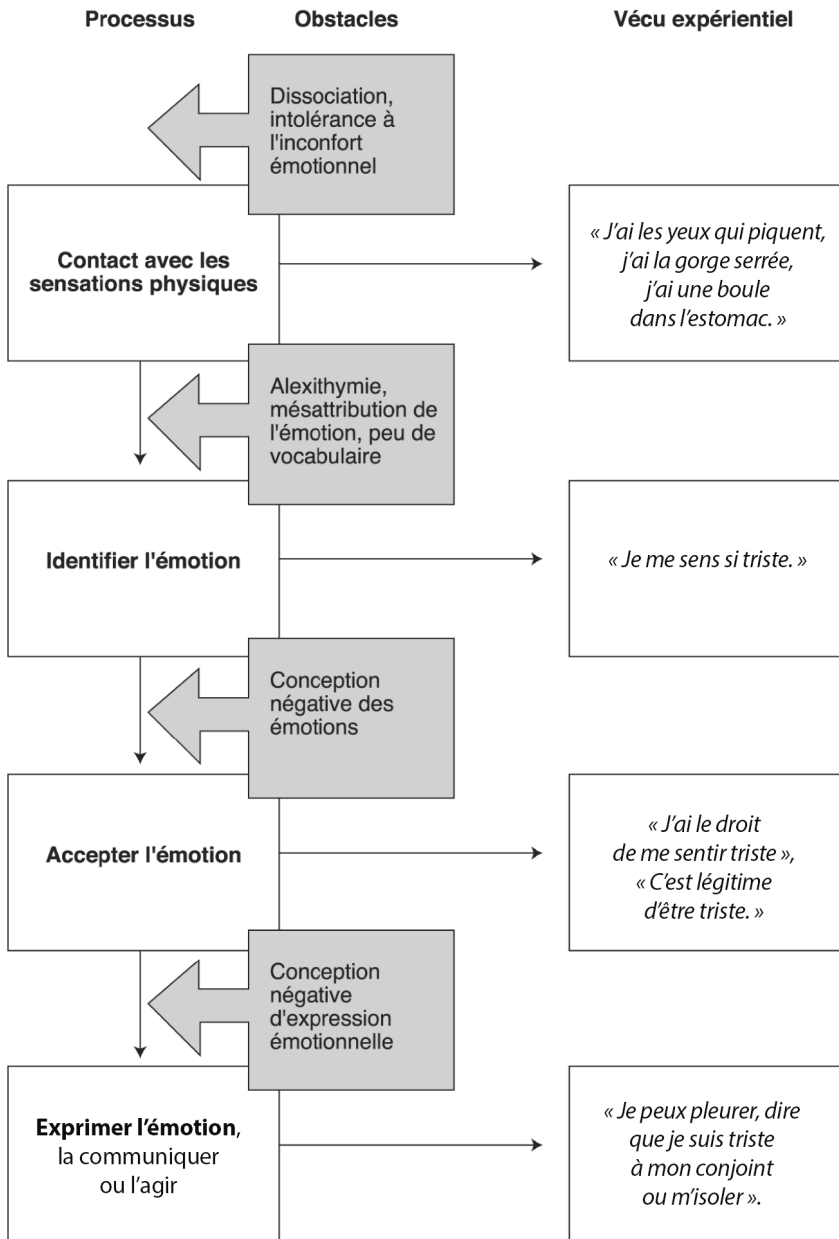 Processus
Obstacles
Vécu expérientiel
Dissociation,
intolérance à
l'inconfort
émotionnel
Contact avec les
sensations physiques
« J’ai les yeux qui piquent,
j’ai la gorge serrée,
j’ai une boule
dans l’estomac. »
Alexithymie,
mésattribution de
l'émotion, peu de
vocabulaire
Identifier l'émotion
« Je me sens si triste. »
Conception
négative des
émotions
Accepter l'émotion
« J’ai le droit
de me sentir triste »,
« C’est légitime
d’être triste. »
Conception
négative
d'expression
émotionnelle
Exprimer l’émotion,
la communiquer
ou l’agir
« Je peux pleurer, dire
que je suis triste
à mon conjoint
ou m’isoler ».